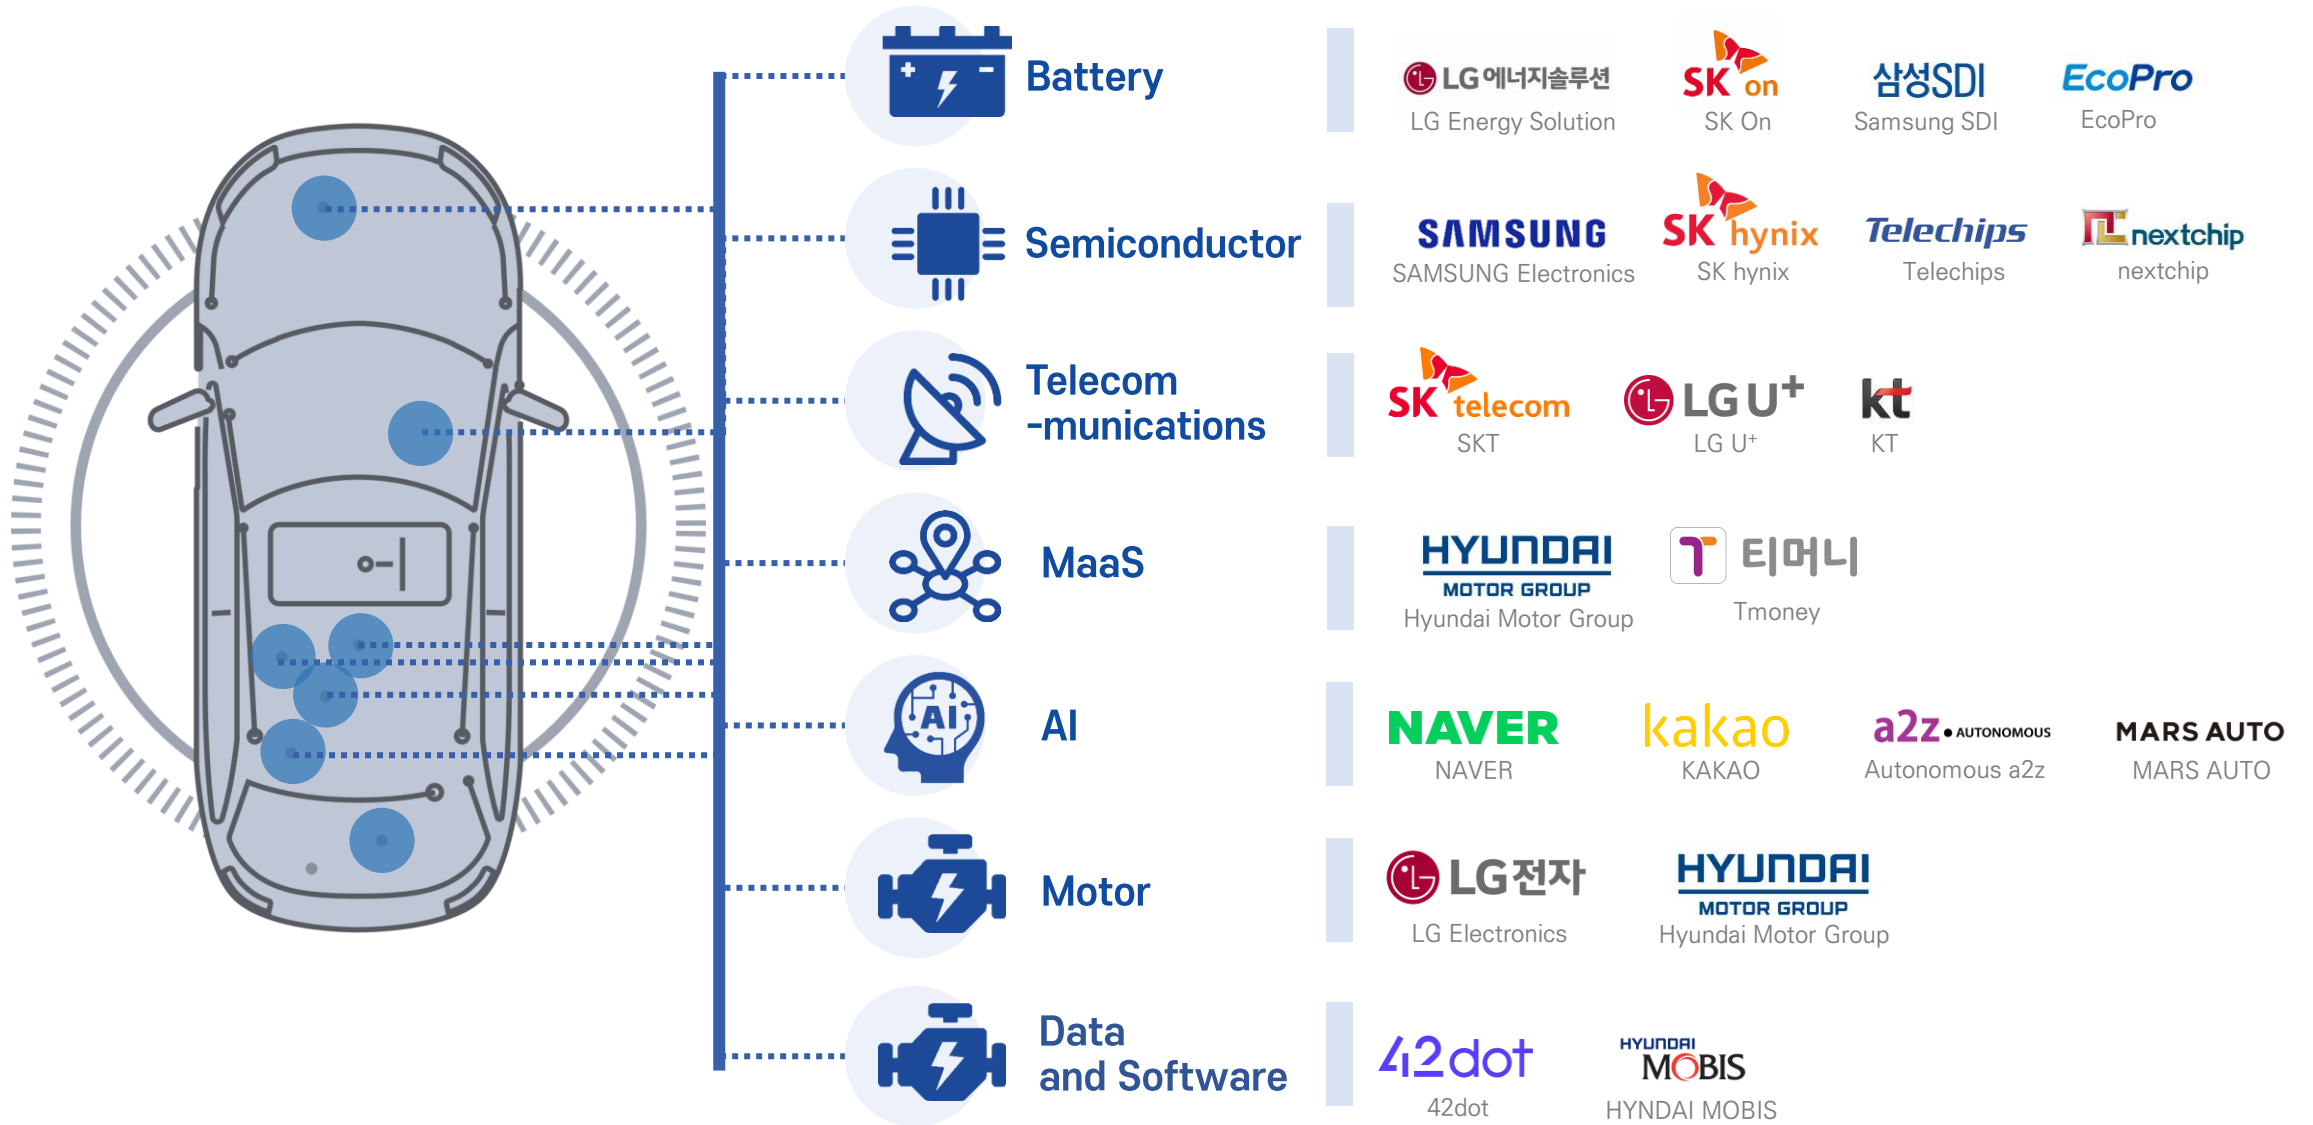 Battery
LG에너지솔루션
LG Energy Solution
SK on
SK On
삼성SDI
Samsung SDI
EcoPro
EcoPro
Semiconductor
SAMSUNG
SAMSUNG Electronics
SK hynix
SK hynix
Telechips
Telechips
nextchip
nextchip
Telecom
-munications
SK telecom
SKT
LG U+
LG U+
kt
KT
MaaS
HYUNDAI
MOTOR GROUP
Hyundai Motor Group
T 티머니
Tmoney
AI
AI
NAVER
NAVER
kakao
KAKAO
a2z AUTONOMOUS
Autonomous a2z
MARS AUTO
MARS AUTO
Motor
LG전자
LG Electronics
HYUNDAI
MOTOR GROUP
Hyundai Motor Group
Data
and Software
42dot
42dot
HYUNDAI
MOBIS
HYNDAI MOBIS